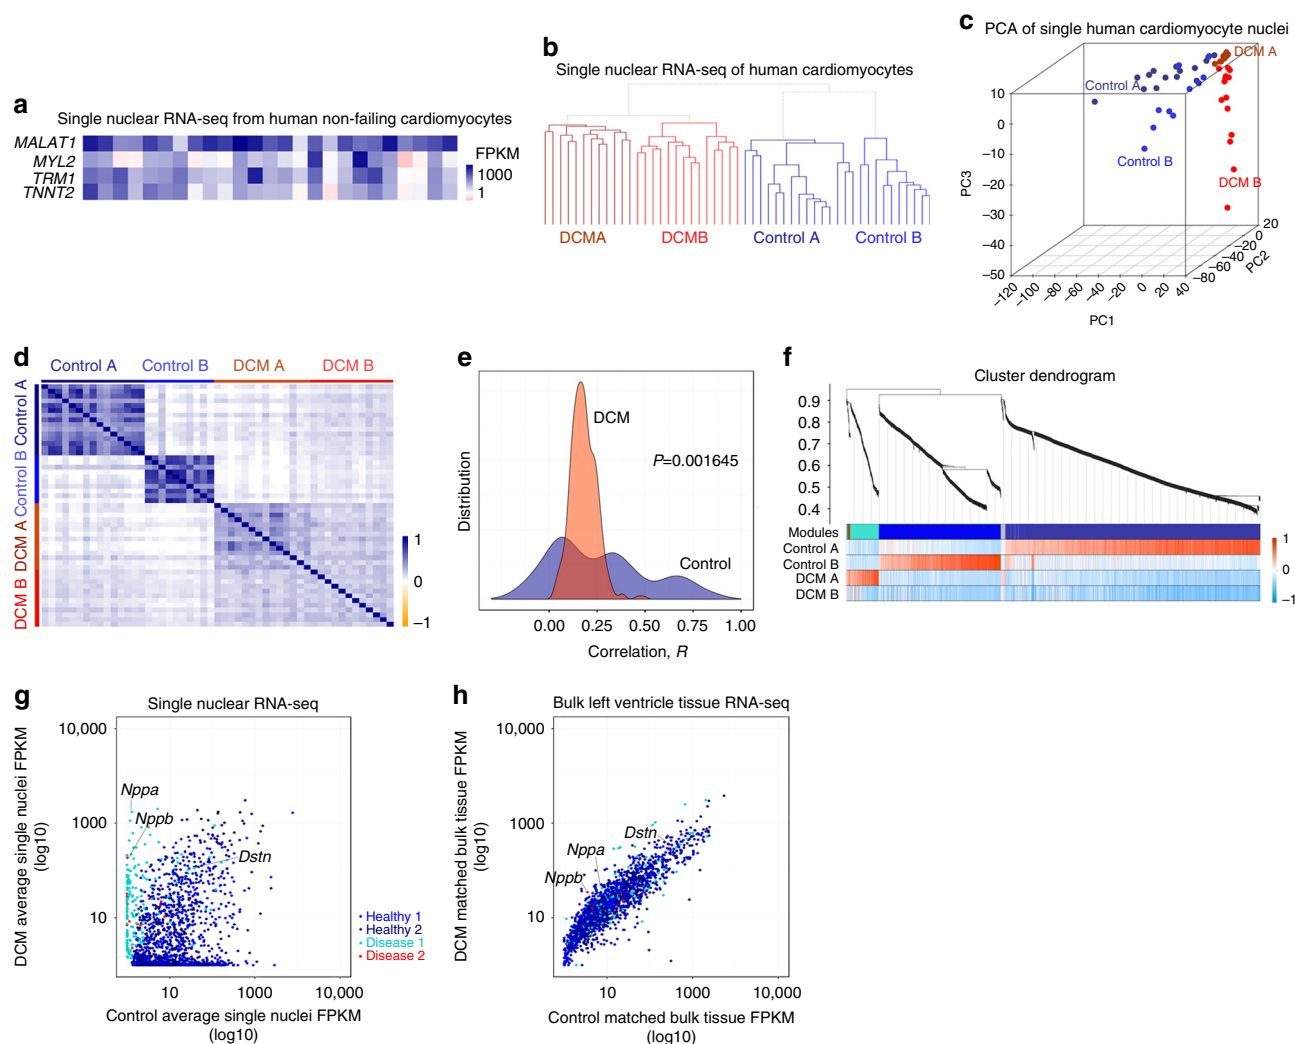 a
Single nuclear RNA-seq from human non-failing cardiomyocytes
MALAT1
MYL2
TRM1
TNNT2
FPKM
1000
1
b
Single nuclear RNA-seq of human cardiomyocytes
DCMA DCMB Control A Control B
c
PCA of single human cardiomyocyte nuclei
DCM A
Control A
Control B
DCM B
PC3
10
0
−10
−20
−30
−40
−50
−120 −100 −80 −60 −40 −20 0 20 40
PC1
20
0
−20
−40
−60
−80
PC2
d
Control A Control B DCM A DCM B
Control A
Control B
DCM A
DCM B
1
0
−1
e
DCM
P=0.001645
Control
Distribution
0.00 0.25 0.50 0.75 1.00
Correlation, R
f
Cluster dendrogram
0.9
0.8
0.7
0.6
0.5
0.4
Modules
Control A
Control B
DCM A
DCM B
1
0
−1
g
Single nuclear RNA-seq
10,000
1000
10
DCM average single nuclei FPKM
(log10)
Nppa
Nppb
Dstn
Healthy 1
Healthy 2
Disease 1
Disease 2
10 1000 10,000
Control average single nuclei FPKM
(log10)
h
Bulk left ventricle tissue RNA-seq
10,000
1000
10
DCM matched bulk tissue FPKM
(log10)
Dstn
Nppa
Nppb
10 1000 10,000
Control matched bulk tissue FPKM
(log10)